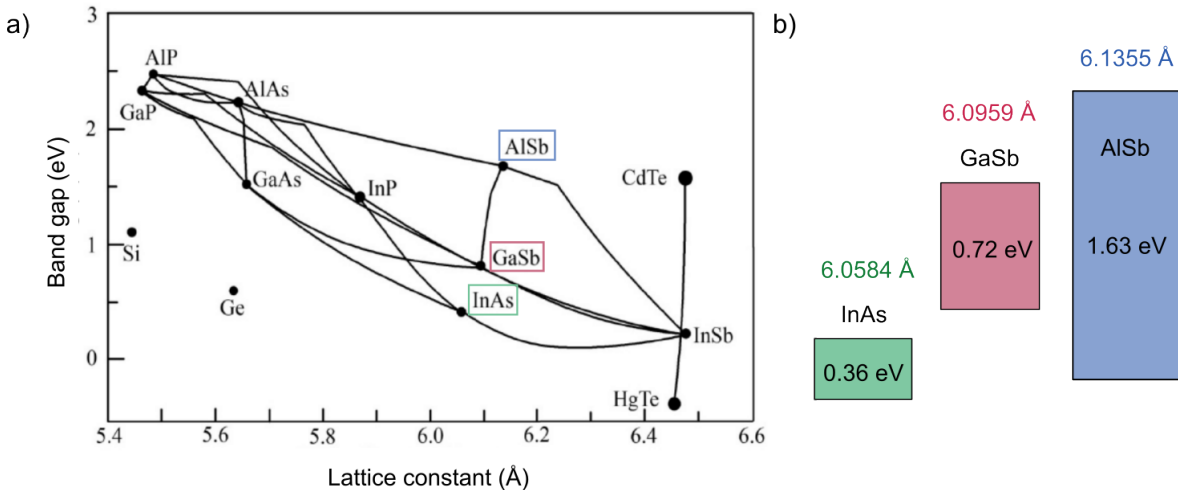 a)
Band gap (eV)
3
2
1
0
AlP
GaP
AlAs
GaAs
InP
AlSb
GaSb
InAs
Si
Ge
CdTe
InSb
HgTe
5.4 5.6 5.8 6.0 6.2 6.4 6.6
Lattice constant (Å)
b)
6.1355 Å
6.0959 Å
GaSb
AlSb
0.72 eV
1.63 eV
6.0584 Å
InAs
0.36 eV